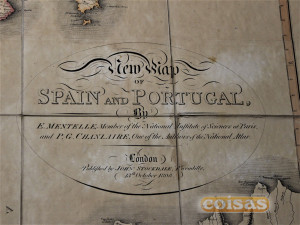 New Map
OF
SPAIN AND PORTUGAL,
By
E. MENTELLE, Member of the National Institute of Sciences at Paris,
and P. G. CHANLAIRE, One of the Authors of the National Atlas.
London
Published by JOHN STOCKDALE Piccadilly
October
coisas